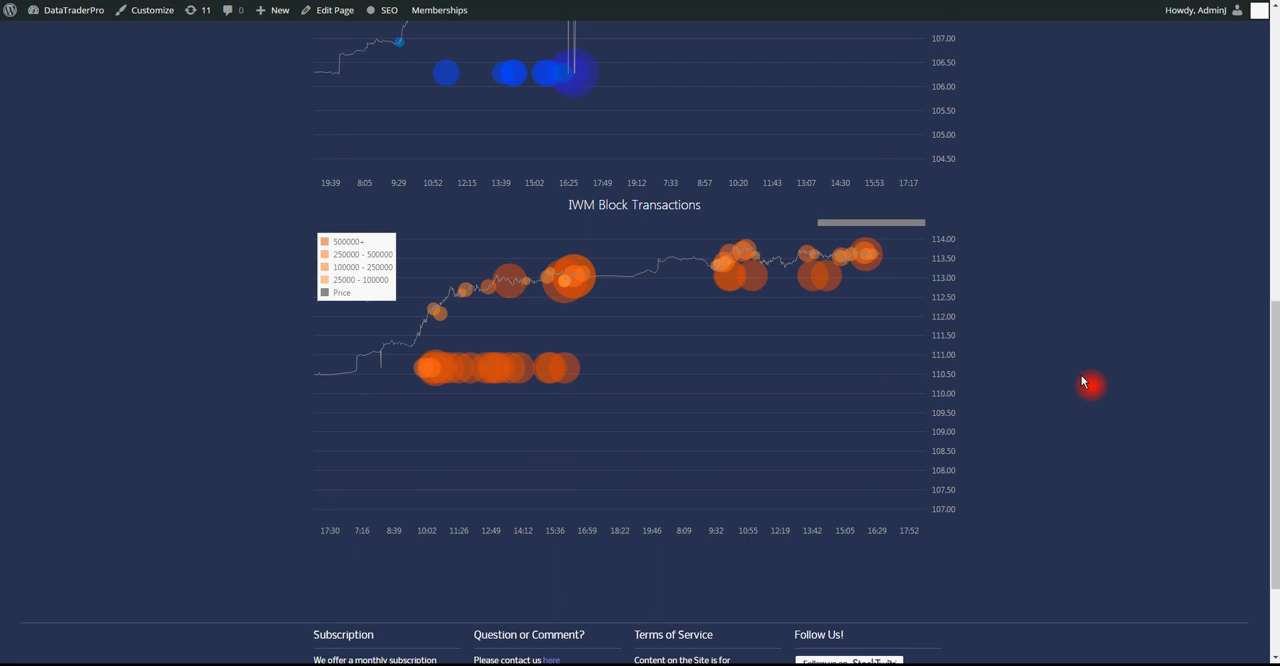 DataTraderPro Customize 11 0 New Edit Page SEO Memberships Howdy, AdminJ
107.00
106.50
106.00
105.50
105.00
104.50
19:39 8:05 9:29 10:52 12:15 13:39 15:02 16:25 17:49 19:12 7:33 8:57 10:20 11:43 13:07 14:30 15:53 17:17
IWM Block Transactions
500000+
250000 - 500000
100000 - 250000
25000 - 100000
Price
114.00
113.50
113.00
112.50
112.00
111.50
111.00
110.50
110.00
109.50
109.00
108.50
108.00
107.50
107.00
17:30 7:16 8:39 10:02 11:26 12:49 14:12 15:36 16:59 18:22 19:46 8:09 9:32 10:55 12:19 13:42 15:05 16:29 17:52
Subscription Question or Comment? Terms of Service Follow Us!
We offer a monthly subscription Please contact us here Content on the Site is for